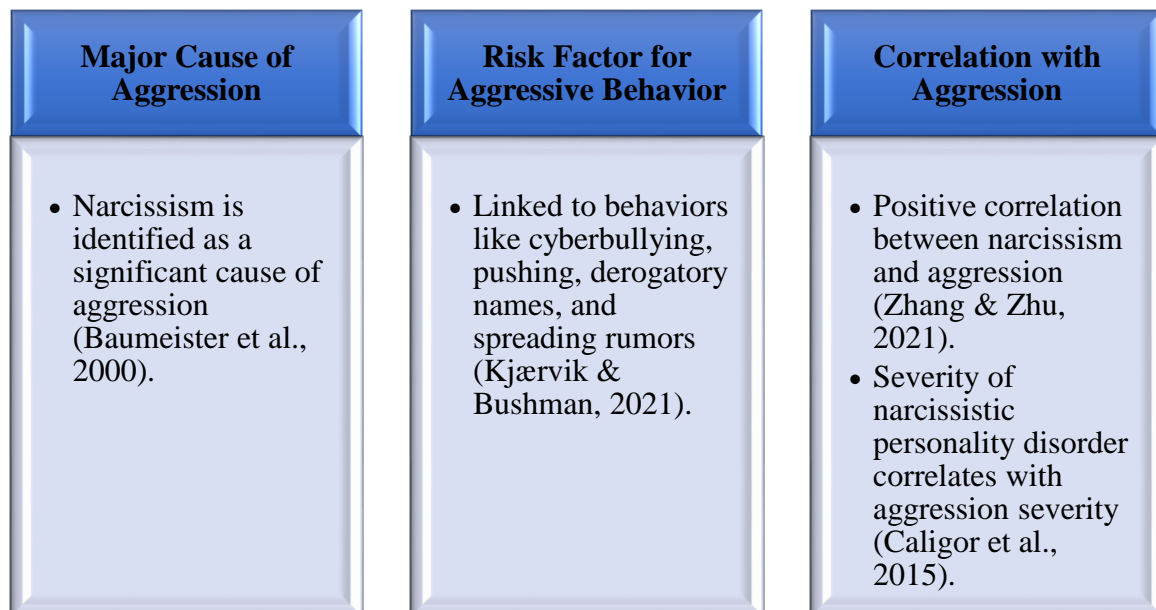 Major Cause of
Aggression
• Narcissism is
identified as a
significant cause of
aggression
(Baumeister et al.,
2000).
Risk Factor for
Aggressive Behavior
• Linked to behaviors
like cyberbullying,
pushing, derogatory
names, and
spreading rumors
(Kjærvik &
Bushman, 2021).
Correlation with
Aggression
• Positive correlation
between narcissism
and aggression
(Zhang & Zhu,
2021).
• Severity of
narcissistic
personality disorder
correlates with
aggression severity
(Caligor et al.,
2015).